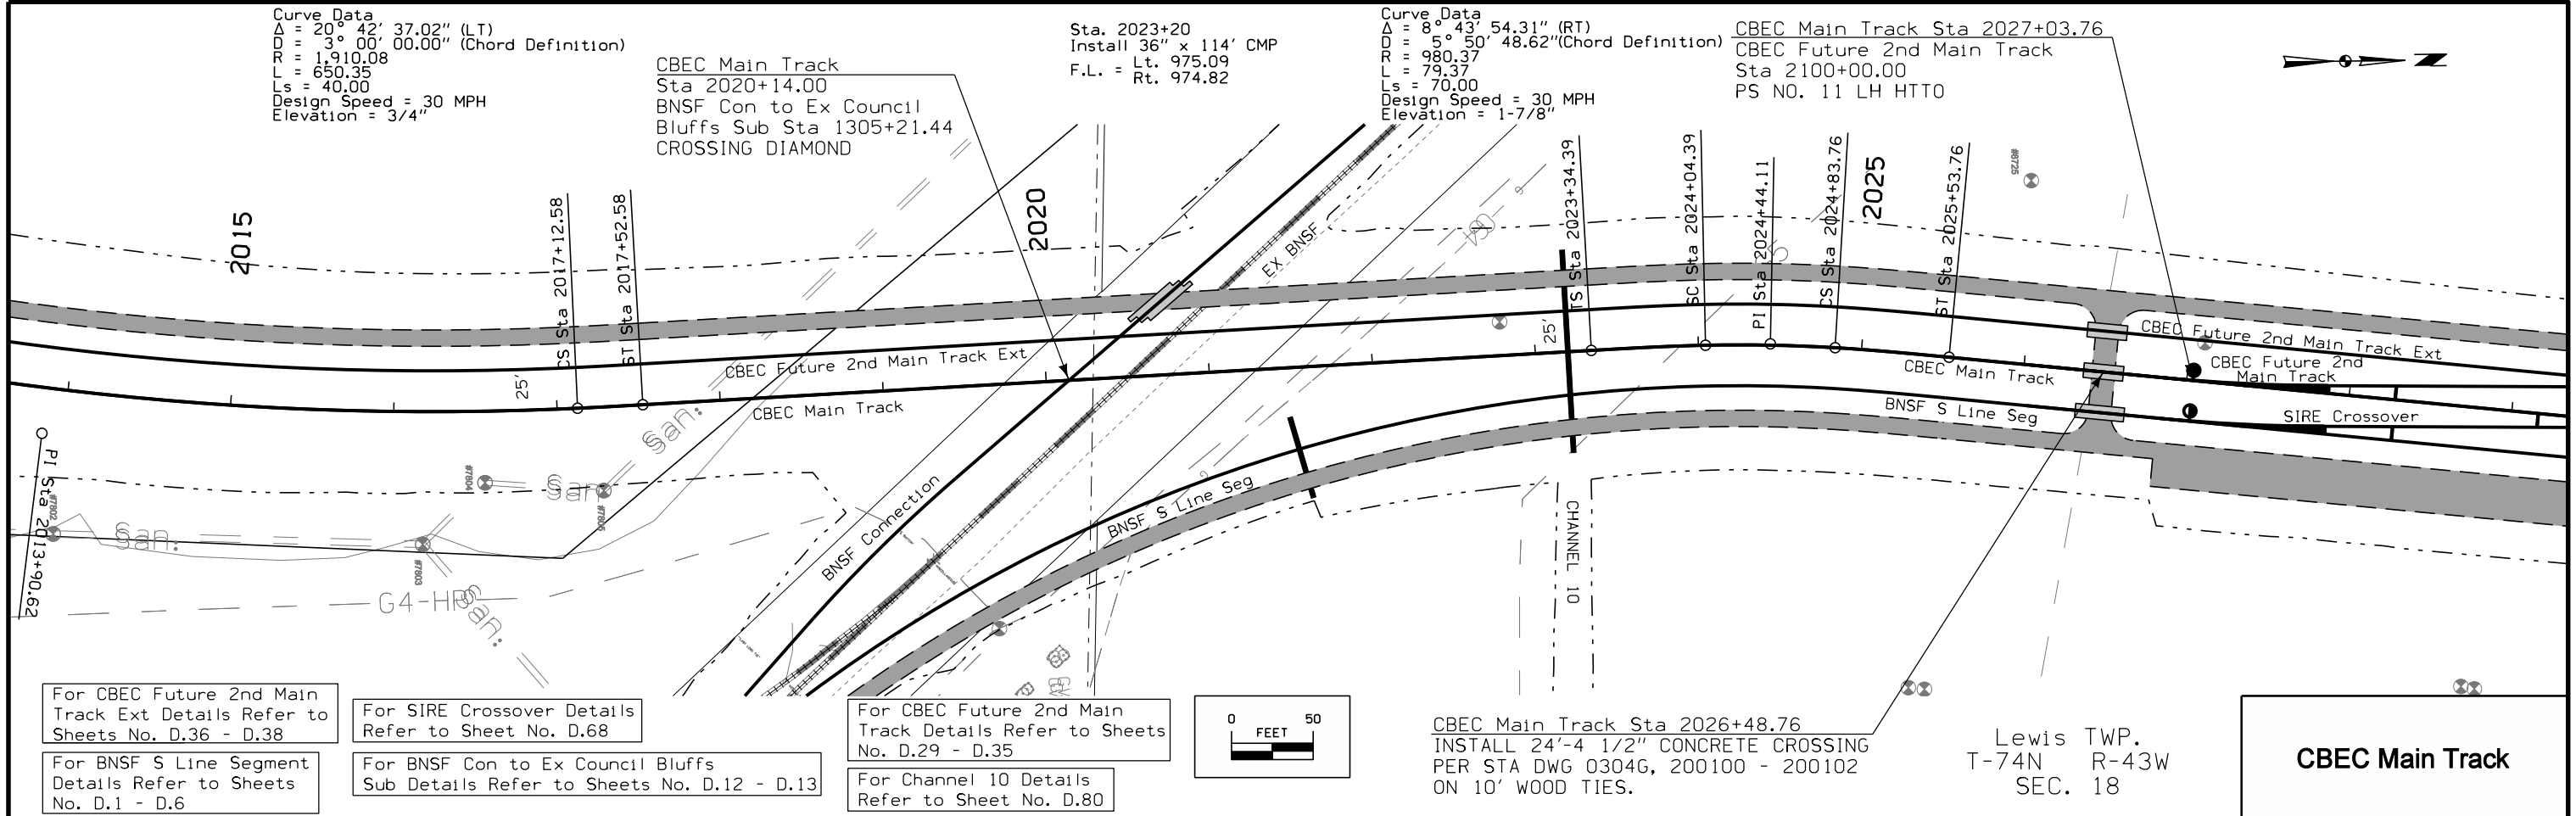 Curve Data
Δ = 20° 42' 37.02" (LT)
D = 3° 00' 00.00" (Chord Definition)
R = 1,910.08
L = 650.35
Ls = 40.00
Design Speed = 30 MPH
Elevation = 3/4"
CBEC Main Track
Sta 2020+14.00
BNSF Con to Ex Council
Bluffs Sub Sta 1305+21.44
CROSSING DIAMOND
Sta. 2023+20
Install 36" x 114' CMP
F.L. = Lt. 975.09
Rt. 974.82
Curve Data
Δ = 8° 43' 54.31" (RT)
D = 5° 50' 48.62"(Chord Definition)
R = 980.37
L = 79.37
Ls = 70.00
Design Speed = 30 MPH
Elevation = 1-7/8"
CBEC Main Track Sta 2027+03.76
CBEC Future 2nd Main Track
Sta 2100+00.00
PS NO. 11 LH HTTO
N
2015
CS Sta 2017+12.58
ST Sta 2017+52.58
2020
EX BNSF
TS Sta 2023+34.39
SC Sta 2024+04.39
PI Sta 2024+44.11
CS Sta 2024+83.76
2025
ST Sta 2025+53.76
#8725
25'
25'
CBEC Future 2nd Main Track Ext
CBEC Main Track
CBEC Future 2nd Main Track Ext
CBEC Future 2nd
Main Track
CBEC Main Track
BNSF S Line Seg
SIRE Crossover
PI Sta 2013+90.62
#7802
San.
#7804
San.
#7805
San.
#7803
San.
G4-HP
BNSF Connection
BNSF S Line Seg
CHANNEL 10
For CBEC Future 2nd Main
Track Ext Details Refer to
Sheets No. D.36 - D.38
For SIRE Crossover Details
Refer to Sheet No. D.68
For BNSF S Line Segment
Details Refer to Sheets
No. D.1 - D.6
For BNSF Con to Ex Council Bluffs
Sub Details Refer to Sheets No. D.12 - D.13
For CBEC Future 2nd Main
Track Details Refer to Sheets
No. D.29 - D.35
For Channel 10 Details
Refer to Sheet No. D.80
0 50
FEET
CBEC Main Track Sta 2026+48.76
INSTALL 24'-4 1/2" CONCRETE CROSSING
PER STA DWG 0304G, 200100 - 200102
ON 10' WOOD TIES.
Lewis TWP.
T-74N R-43W
SEC. 18
CBEC Main Track